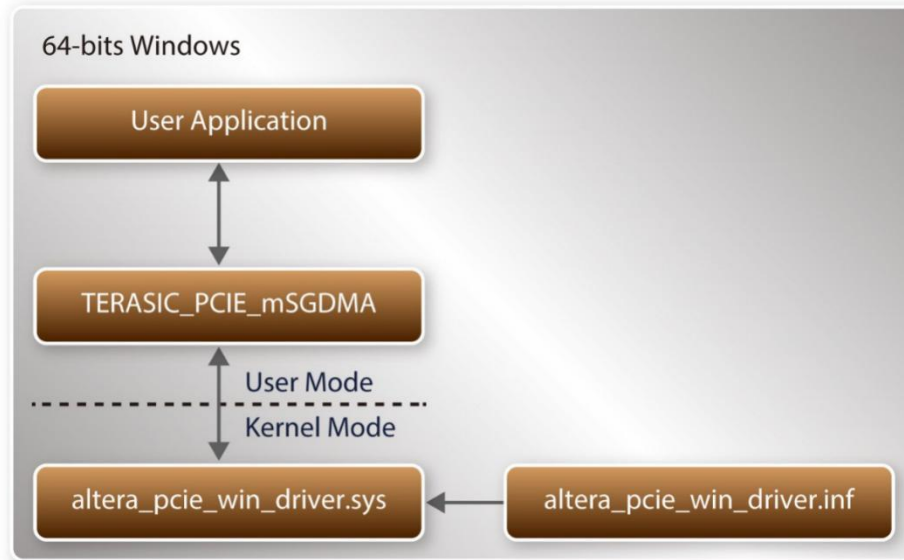 64-bits Windows
User Application
TERASIC_PCIE_mSGDMA
User Mode
Kernel Mode
altera_pcie_win_driver.sys
altera_pcie_win_driver.inf